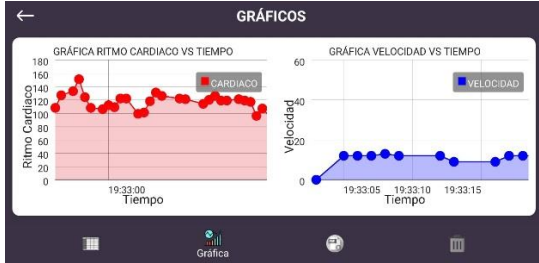 GRÁFICOS
GRÁFICA RITMO CARDIACO VS TIEMPO
180
160
140
120
100
80
60
40
20
0
Ritmo Cardiaco
CARDIACO
19:33:00
Tiempo
GRÁFICA VELOCIDAD VS TIEMPO
60
40
20
0
Velocidad
VELOCIDAD
19:33:05 19:33:10 19:33:15
Tiempo
Gráfica